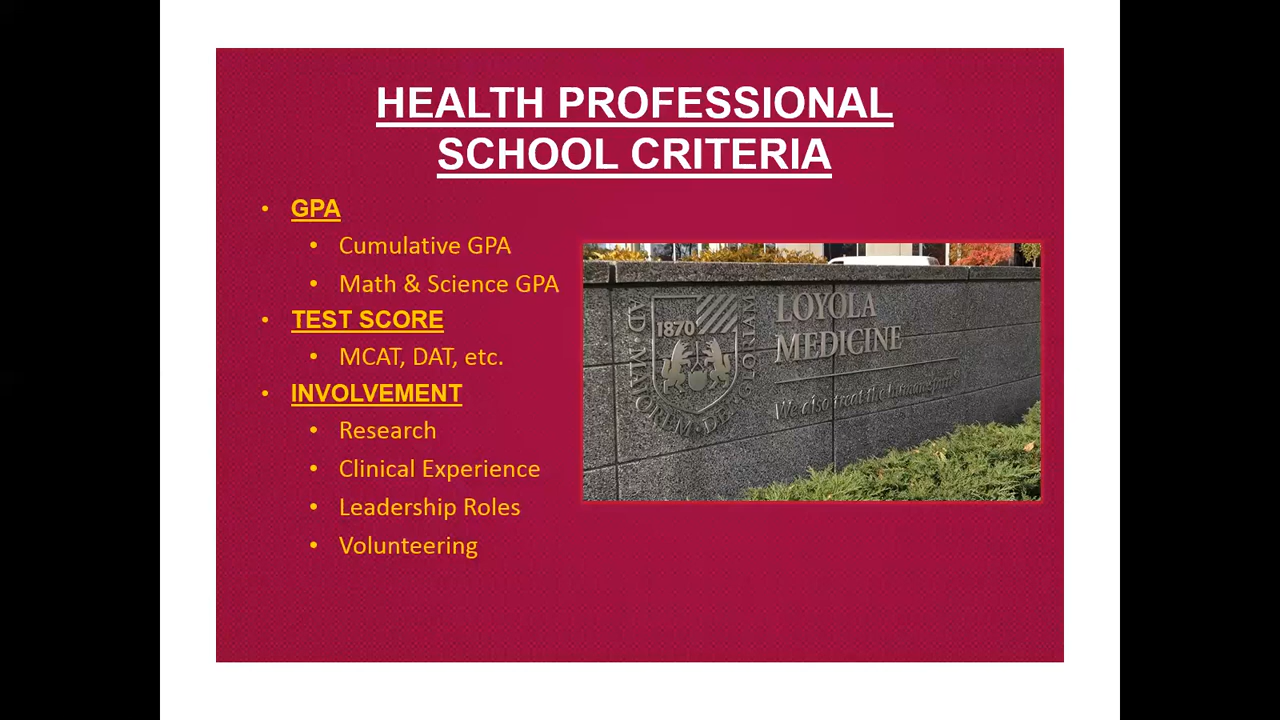 HEALTH PROFESSIONAL
SCHOOL CRITERIA
• GPA
• Cumulative GPA
• Math & Science GPA
• TEST SCORE
• MCAT, DAT, etc.
• INVOLVEMENT
• Research
• Clinical Experience
• Leadership Roles
• Volunteering
AD • MAJOREM • DEI GLORIAM
1870
LOYOLA
MEDICINE
We also treat the human spirit